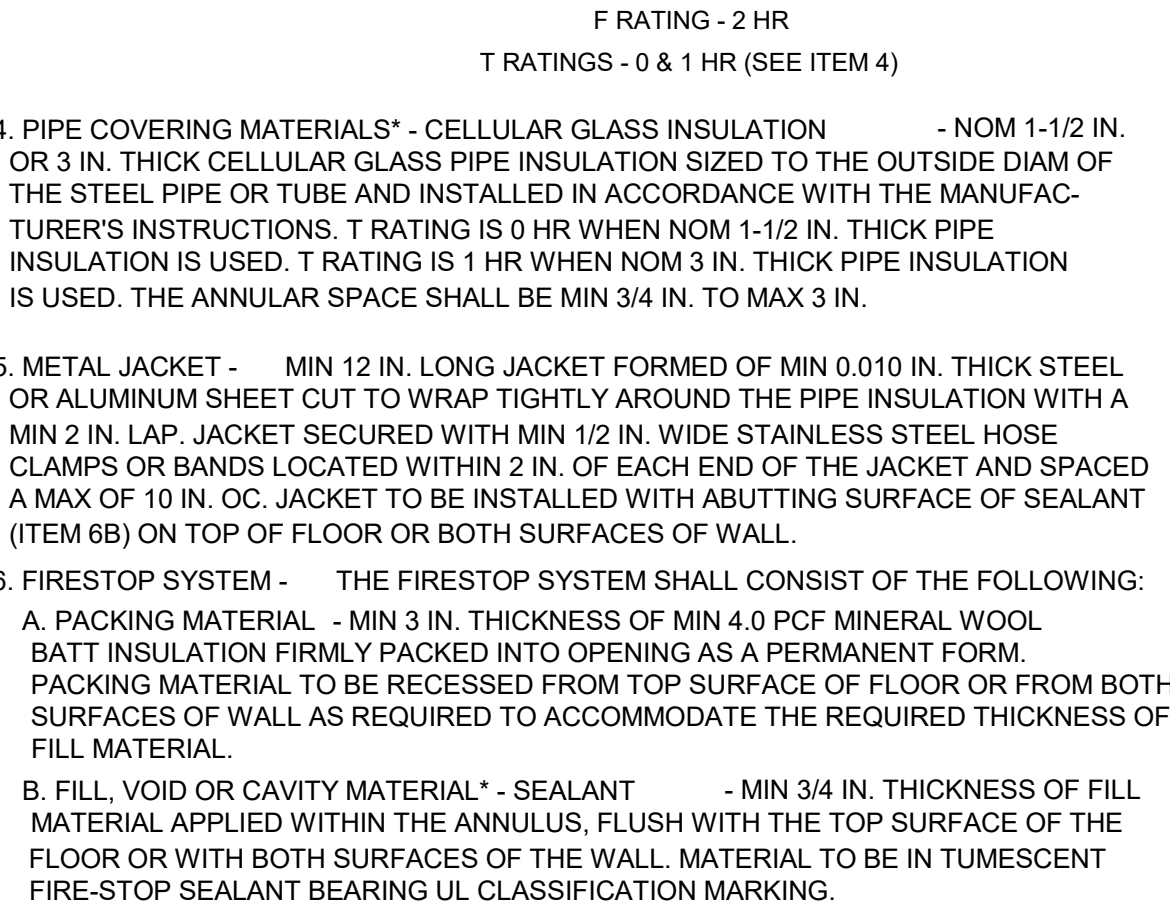 F RATING - 2 HR
T RATINGS - 0 & 1 HR (SEE ITEM 4)
4. PIPE COVERING MATERIALS* - CELLULAR GLASS INSULATION - NOM 1-1/2 IN.
OR 3 IN. THICK CELLULAR GLASS PIPE INSULATION SIZED TO THE OUTSIDE DIAM OF
THE STEEL PIPE OR TUBE AND INSTALLED IN ACCORDANCE WITH THE MANUFAC-
TURER'S INSTRUCTIONS. T RATING IS 0 HR WHEN NOM 1-1/2 IN. THICK PIPE
INSULATION IS USED. T RATING IS 1 HR WHEN NOM 3 IN. THICK PIPE INSULATION
IS USED. THE ANNULAR SPACE SHALL BE MIN 3/4 IN. TO MAX 3 IN.
5. METAL JACKET - MIN 12 IN. LONG JACKET FORMED OF MIN 0.010 IN. THICK STEEL
OR ALUMINUM SHEET CUT TO WRAP TIGHTLY AROUND THE PIPE INSULATION WITH A
MIN 2 IN. LAP. JACKET SECURED WITH MIN 1/2 IN. WIDE STAINLESS STEEL HOSE
CLAMPS OR BANDS LOCATED WITHIN 2 IN. OF EACH END OF THE JACKET AND SPACED
A MAX OF 10 IN. OC. JACKET TO BE INSTALLED WITH ABUTTING SURFACE OF SEALANT
(ITEM 6B) ON TOP OF FLOOR OR BOTH SURFACES OF WALL.
6. FIRESTOP SYSTEM - THE FIRESTOP SYSTEM SHALL CONSIST OF THE FOLLOWING:
A. PACKING MATERIAL - MIN 3 IN. THICKNESS OF MIN 4.0 PCF MINERAL WOOL
BATT INSULATION FIRMLY PACKED INTO OPENING AS A PERMANENT FORM.
PACKING MATERIAL TO BE RECESSED FROM TOP SURFACE OF FLOOR OR FROM BOTH
SURFACES OF WALL AS REQUIRED TO ACCOMMODATE THE REQUIRED THICKNESS OF
FILL MATERIAL.
B. FILL, VOID OR CAVITY MATERIAL* - SEALANT - MIN 3/4 IN. THICKNESS OF FILL
MATERIAL APPLIED WITHIN THE ANNULUS, FLUSH WITH THE TOP SURFACE OF THE
FLOOR OR WITH BOTH SURFACES OF THE WALL. MATERIAL TO BE IN TUMESCENT
FIRE-STOP SEALANT BEARING UL CLASSIFICATION MARKING.